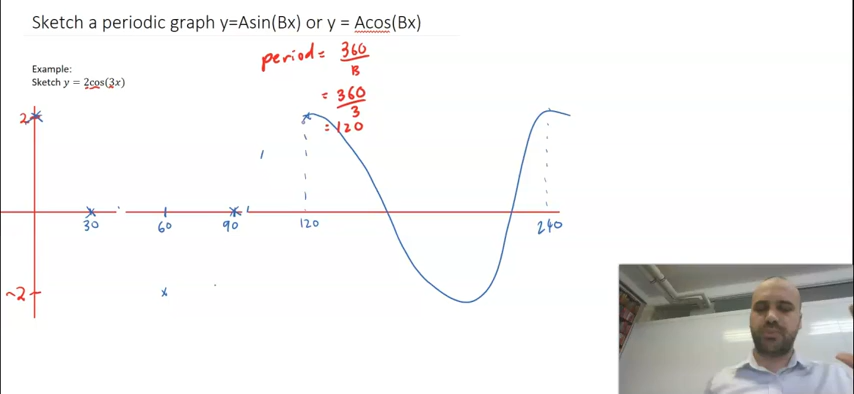 Sketch a periodic graph y=Asin(Bx) or y = Acos(Bx)
period = 360/B
Example:
Sketch y = 2cos(3x)
= 360/3
= 120
2
30
60
90
120
240
-2